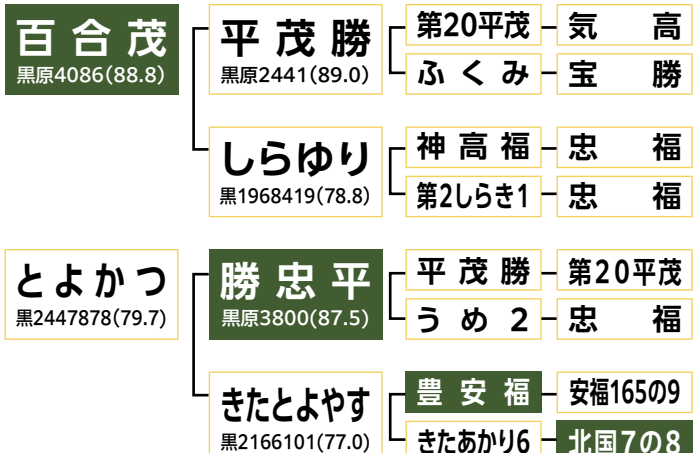 百合茂
黒原4086(88.8)
平茂勝
黒原2441(89.0)
第20平茂
気高
ふくみ
宝勝
しらゆり
黒1968419(78.8)
神高福
忠福
第2しらき1
忠福
とよかつ
黒2447878(79.7)
勝忠平
黒原3800(87.5)
平茂勝
第20平茂
うめ2
忠福
きたとよやす
黒2166101(77.0)
豊安福
安福165の9
きたあかり6
北国7の8